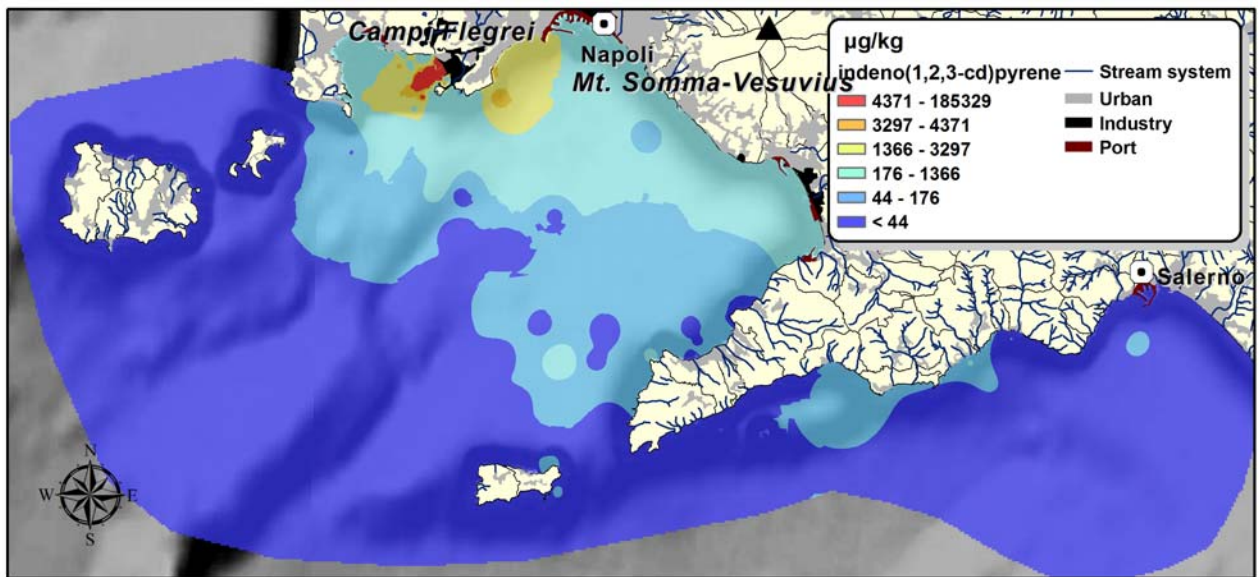 Campi Flegrei
Napoli
Mt. Somma-Vesuvius
µg/kg
indeno(1,2,3-cd)pyrene
4371 - 185329
3297 - 4371
1366 - 3297
176 - 1366
44 - 176
< 44
Stream system
Urban
Industry
Port
Salerno
N
W E
S